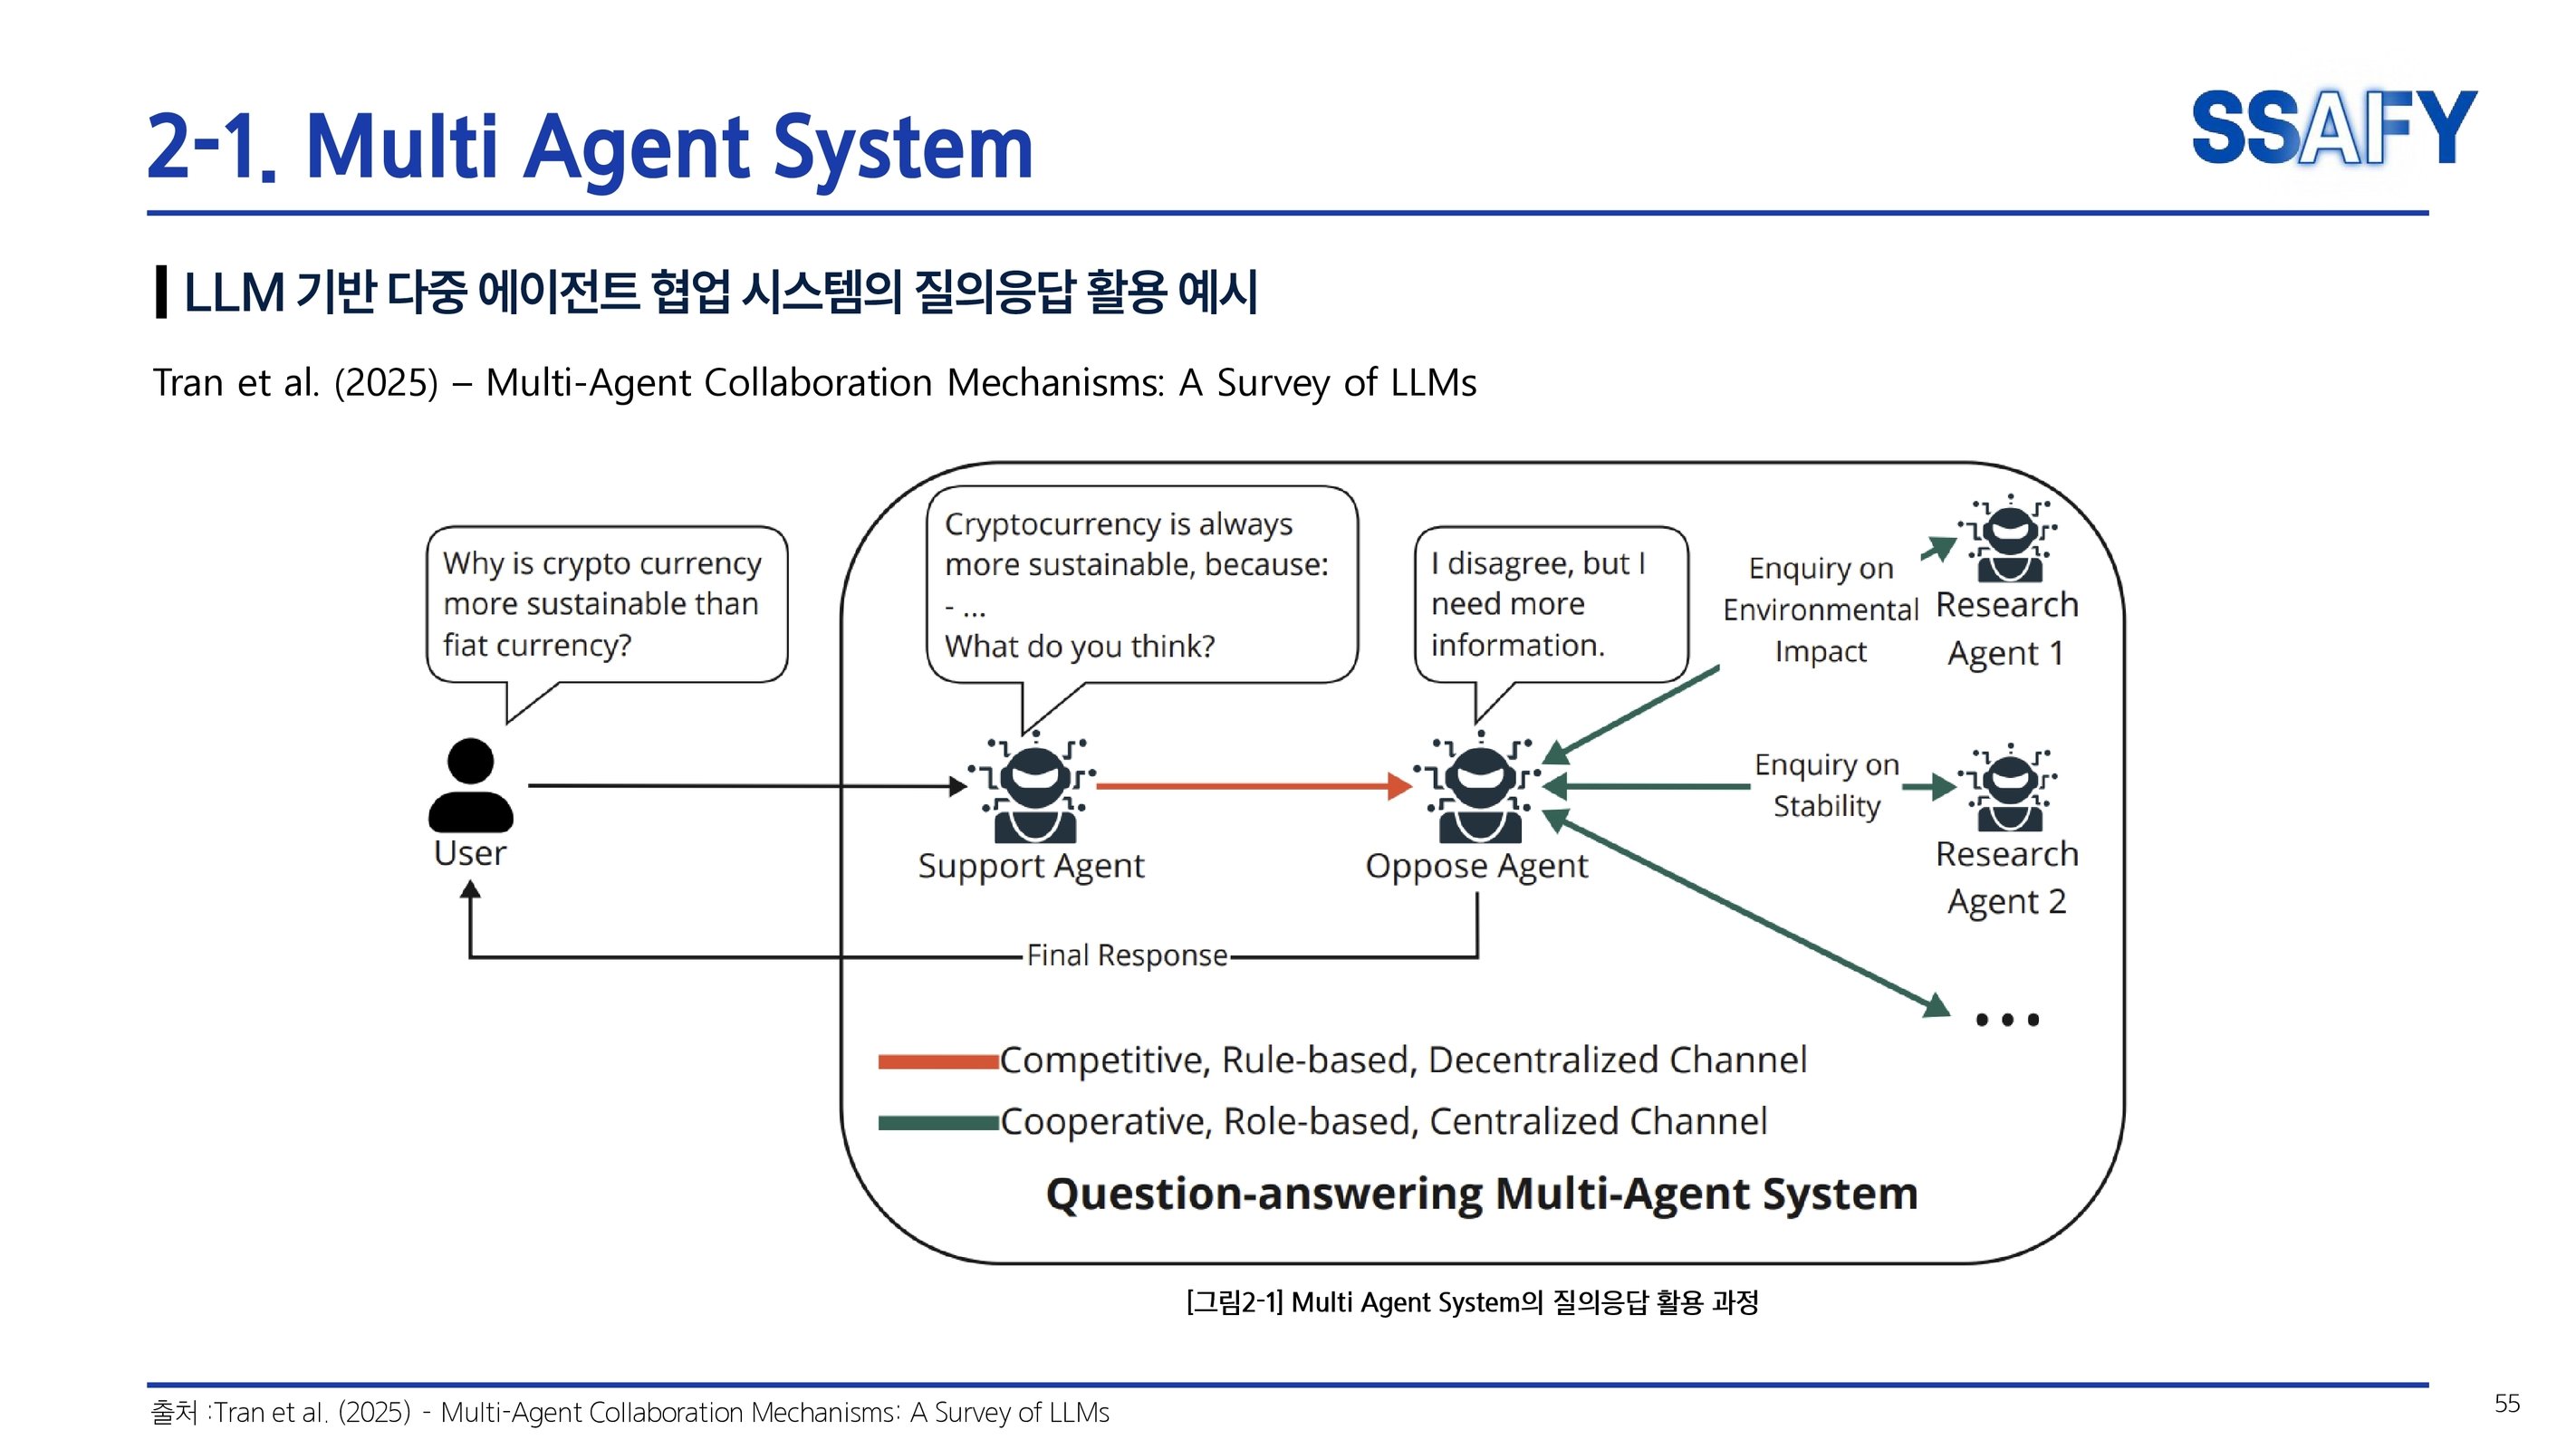 2-1. Multi Agent System
SSAFY
LLM 기반 다중 에이전트 협업 시스템의 질의응답 활용 예시
Tran et al. (2025) – Multi-Agent Collaboration Mechanisms: A Survey of LLMs
Why is crypto currency
more sustainable than
fiat currency?
Cryptocurrency is always
more sustainable, because:
- ...
What do you think?
I disagree, but I
need more
information.
Enquiry on
Environmental
Impact
Research
Agent 1
Enquiry on
Stability
Research
Agent 2
User
Support Agent
Oppose Agent
Final Response
...
Competitive, Rule-based, Decentralized Channel
Cooperative, Role-based, Centralized Channel
Question-answering Multi-Agent System
[그림2-1] Multi Agent System의 질의응답 활용 과정
출처 :Tran et al. (2025) - Multi-Agent Collaboration Mechanisms: A Survey of LLMs
55